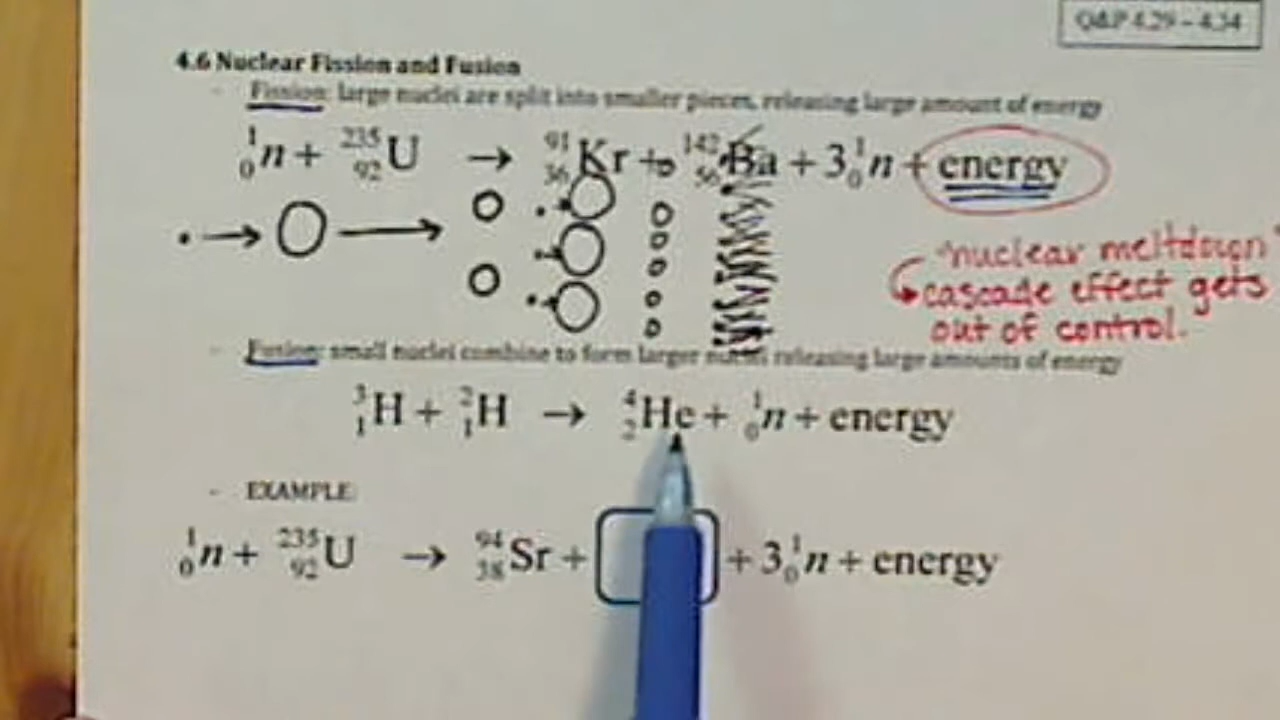 Q&P 4.29 – 4.34
4.6 Nuclear Fission and Fusion
- Fission: large nuclei are split into smaller pieces, releasing large amount of energy
¹₀n + ²³⁵₉₂U → ⁹¹₃₆Kr + ¹⁴²₅₆Ba + 3¹₀n + energy
"nuclear meltdown"
cascade effect gets
out of control.
- Fusion: small nuclei combine to form larger nuclei releasing large amounts of energy
³₁H + ²₁H → ⁴₂He + ¹₀n + energy
- EXAMPLE:
¹₀n + ²³⁵₉₂U → ⁹⁴₃₈Sr + + 3¹₀n + energy